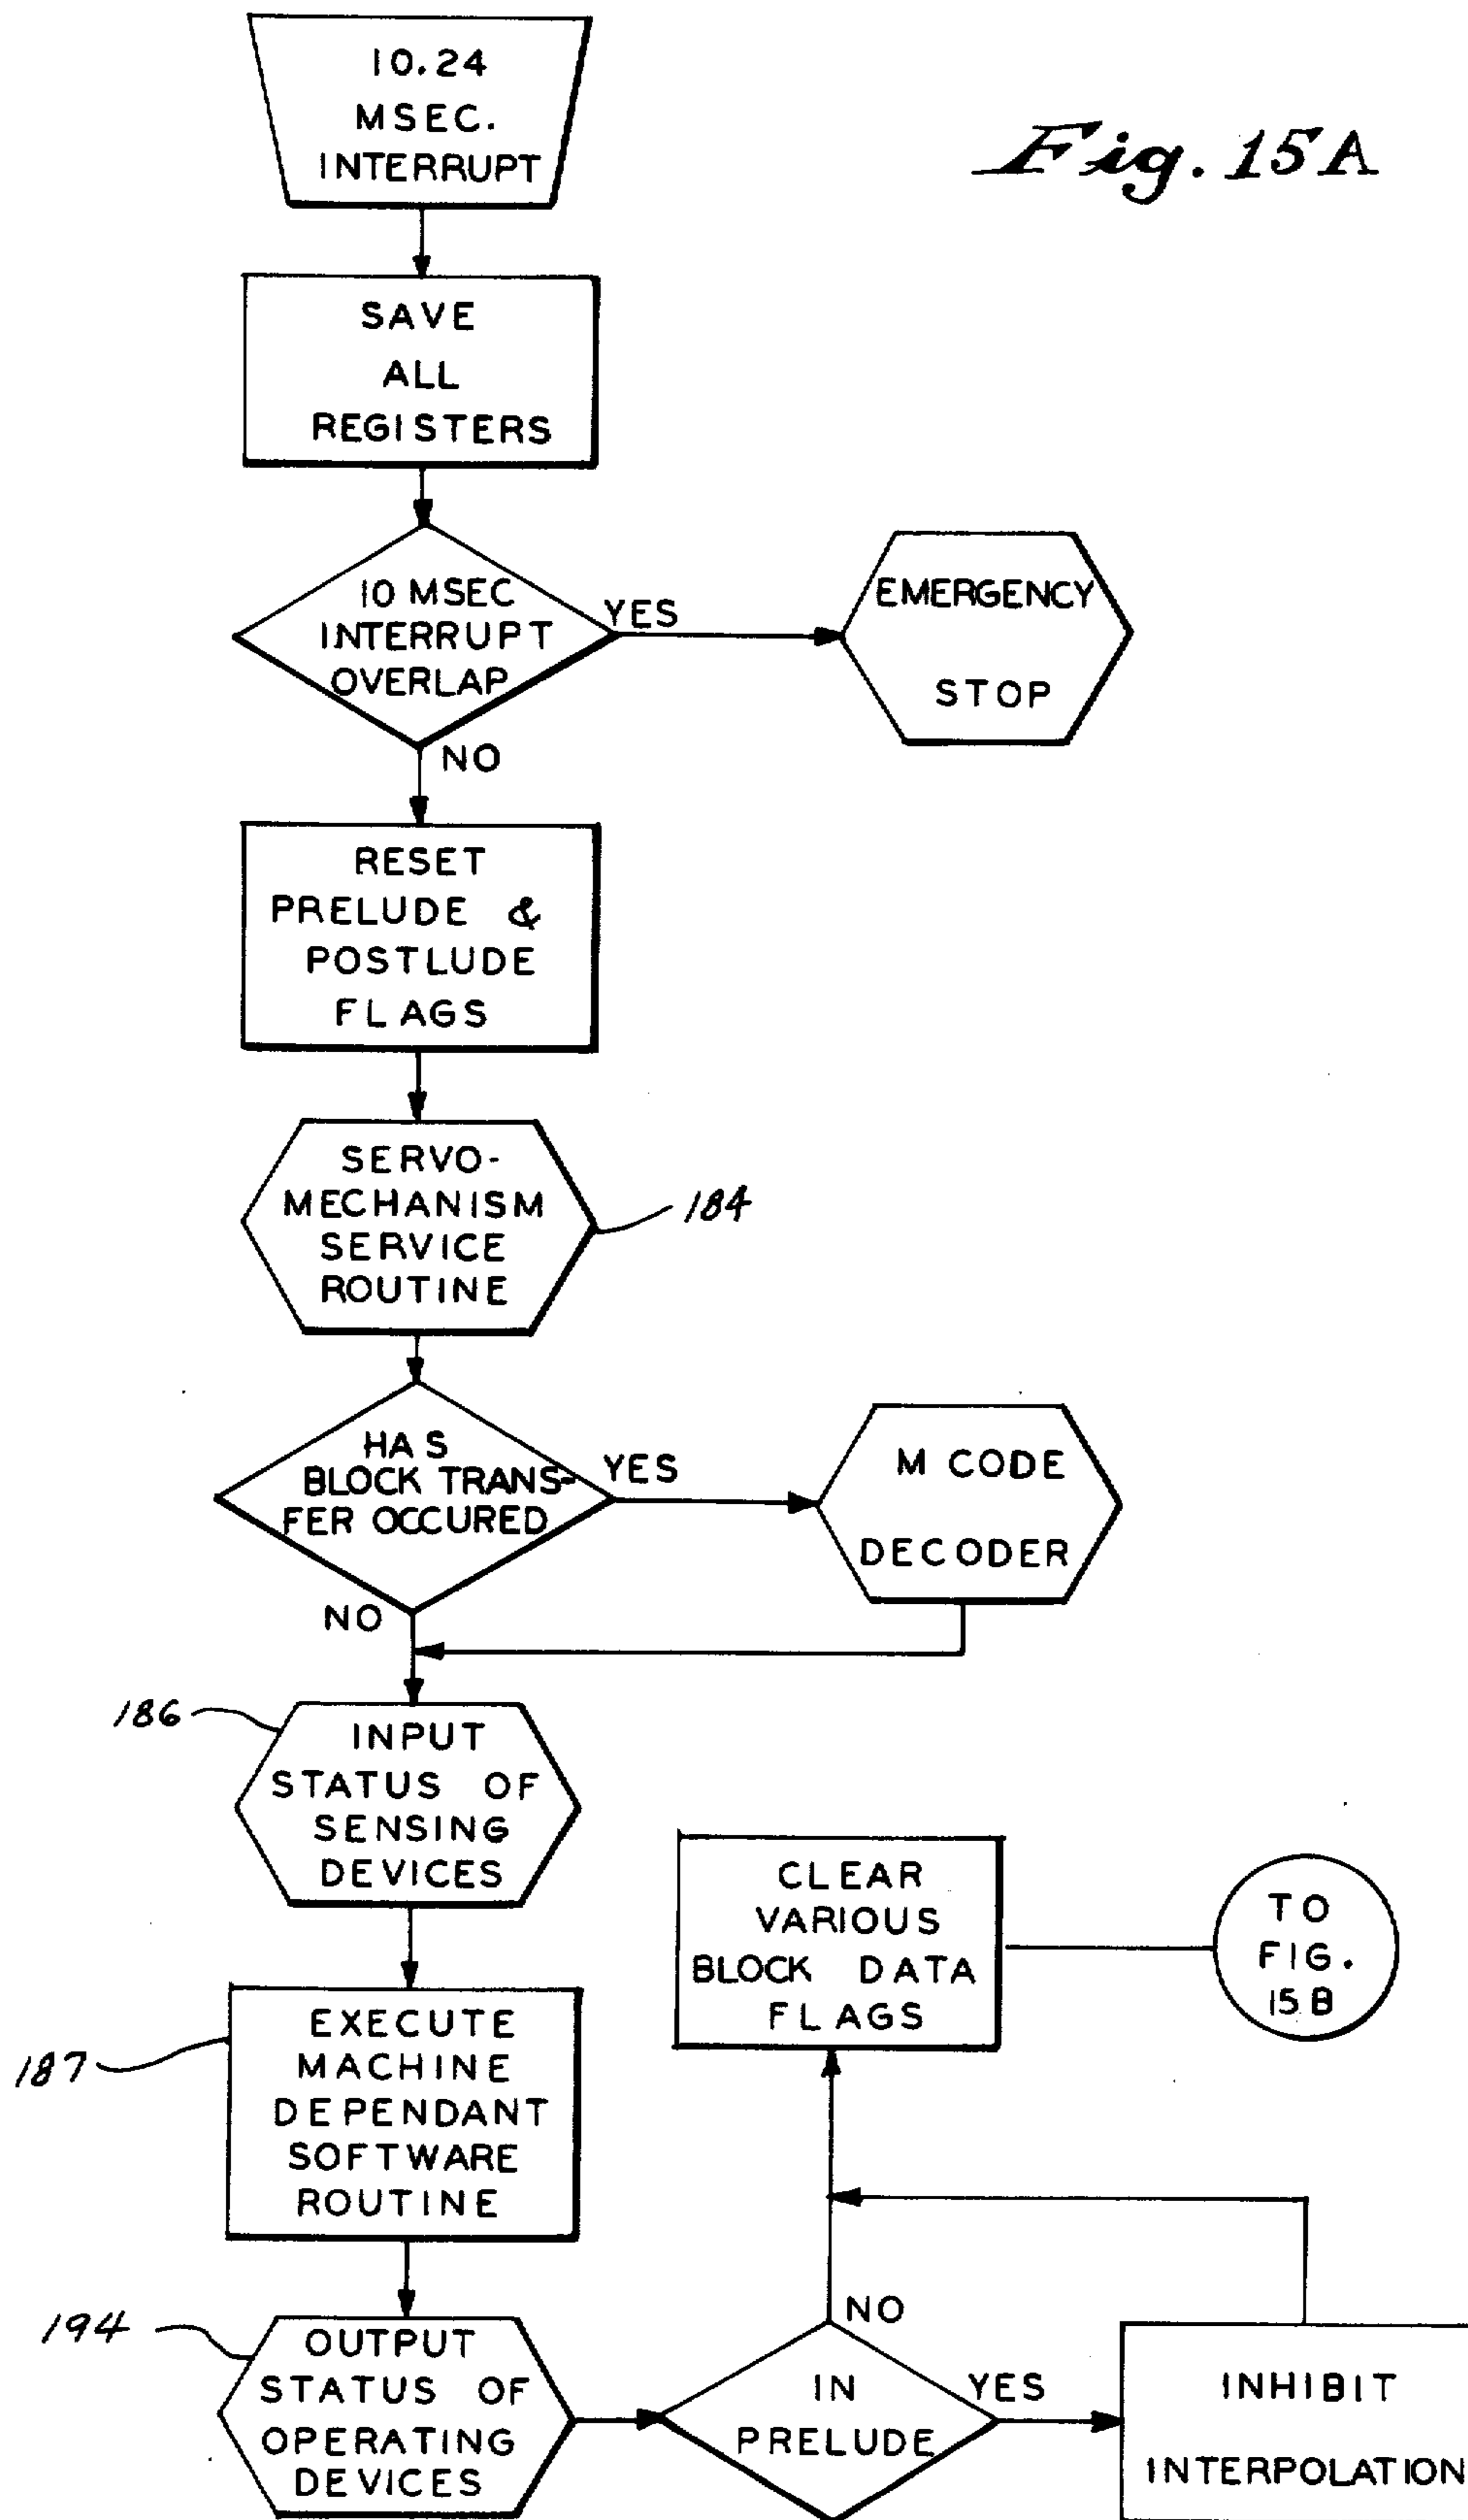 10.24
MSEC.
INTERRUPT
Fig. 15A
SAVE
ALL
REGISTERS
10 MSEC
INTERRUPT
OVERLAP
YES
EMERGENCY
STOP
NO
RESET
PRELUDE &
POSTLUDE
FLAGS
SERVO-
MECHANISM
SERVICE
ROUTINE
184
HAS
BLOCK TRANS-
FER OCCURED
YES
M CODE
DECODER
NO
186
INPUT
STATUS OF
SENSING
DEVICES
CLEAR
VARIOUS
BLOCK DATA
FLAGS
TO
FIG.
15B
187
EXECUTE
MACHINE
DEPENDANT
SOFTWARE
ROUTINE
194
OUTPUT
STATUS OF
OPERATING
DEVICES
NO
IN
PRELUDE
YES
INHIBIT
INTERPOLATION